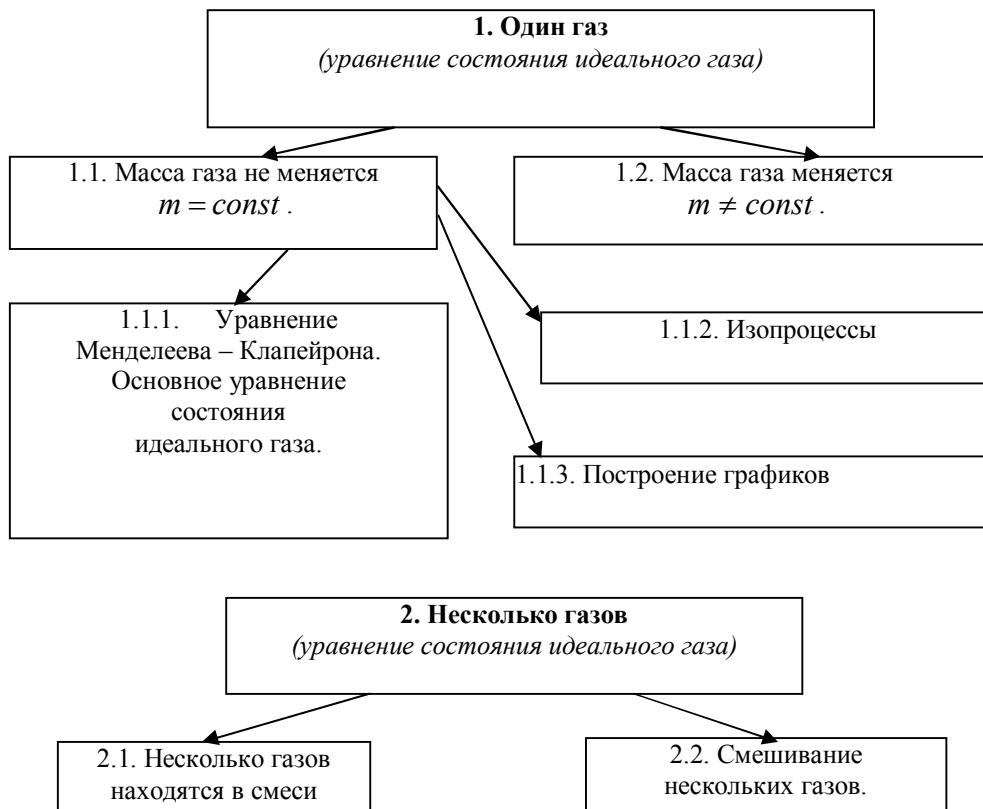 1. Один газ
(уравнение состояния идеального газа)
1.1. Масса газа не меняется
m = const .
1.2. Масса газа меняется
m ≠ const .
1.1.1. Уравнение
Менделеева – Клапейрона.
Основное уравнение
состояния
идеального газа.
1.1.2. Изопроцессы
1.1.3. Построение графиков
2. Несколько газов
(уравнение состояния идеального газа)
2.1. Несколько газов
находятся в смеси
2.2. Смешивание
нескольких газов.